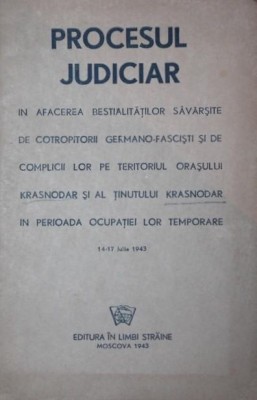 PROCESUL
JUDICIAR
IN AFACEREA BESTIALITĂȚILOR SĂVÂRȘITE
DE COTROPITORII GERMANO-FASCIȘTI ȘI DE
COMPLICII LOR PE TERITORIUL ORAȘULUI
KRASNODAR ȘI AL ȚINUTULUI KRASNODAR
IN PERIOADA OCUPAȚIEI LOR TEMPORARE
14-17 iulie 1943
EDITURA ÎN LIMBI STRĂINE
MOSCOVA 1943